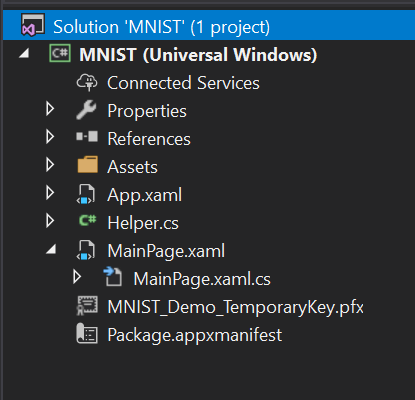 Solution 'MNIST' (1 project)
C# MNIST (Universal Windows)
Connected Services
Properties
References
Assets
App.xaml
C# Helper.cs
MainPage.xaml
MainPage.xaml.cs
MNIST_Demo_TemporaryKey.pfx
Package.appxmanifest